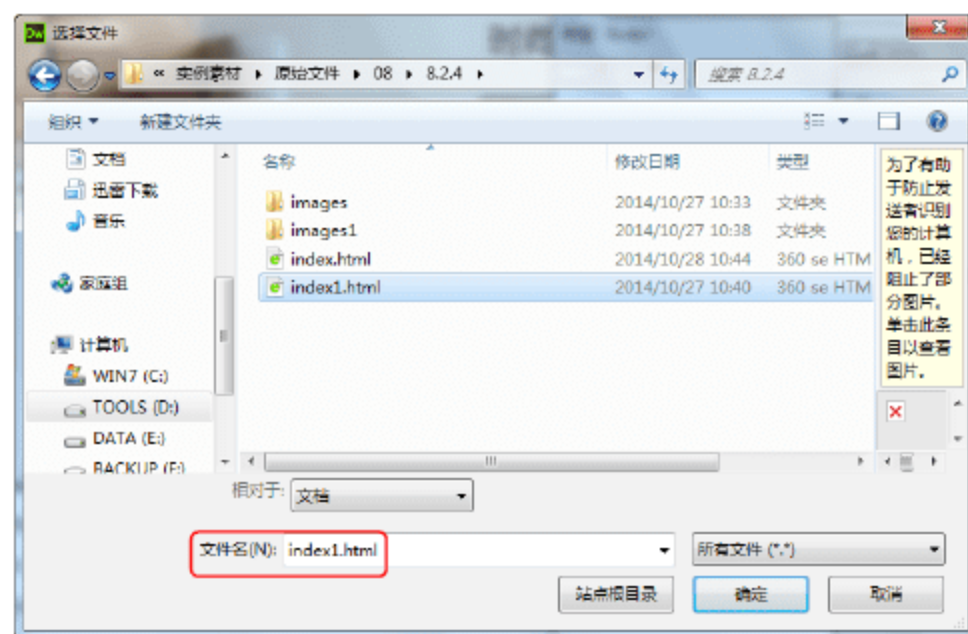 Dw 选择文件
« 实例素材 ▸ 原始文件 ▸ 08 ▸ 8.2.4 ▸ 搜索 8.2.4
组织 新建文件夹
文档
迅雷下载
音乐
家庭组
计算机
WIN7 (C:)
TOOLS (D:)
DATA (E:)
BACKUP (F:)
名称 修改日期 类型
images 2014/10/27 10:33 文件夹
images1 2014/10/27 10:38 文件夹
index.html 2014/10/28 10:44 360 se HTM
index1.html 2014/10/27 10:40 360 se HTM
为了有助
于防止发
送者识别
您的计算
机，已经
阻止了部
分图片。
单击此条
目以查看
图片。
相对于: 文档
文件名(N): index1.html 所有文件 (*.*)
站点根目录 确定 取消